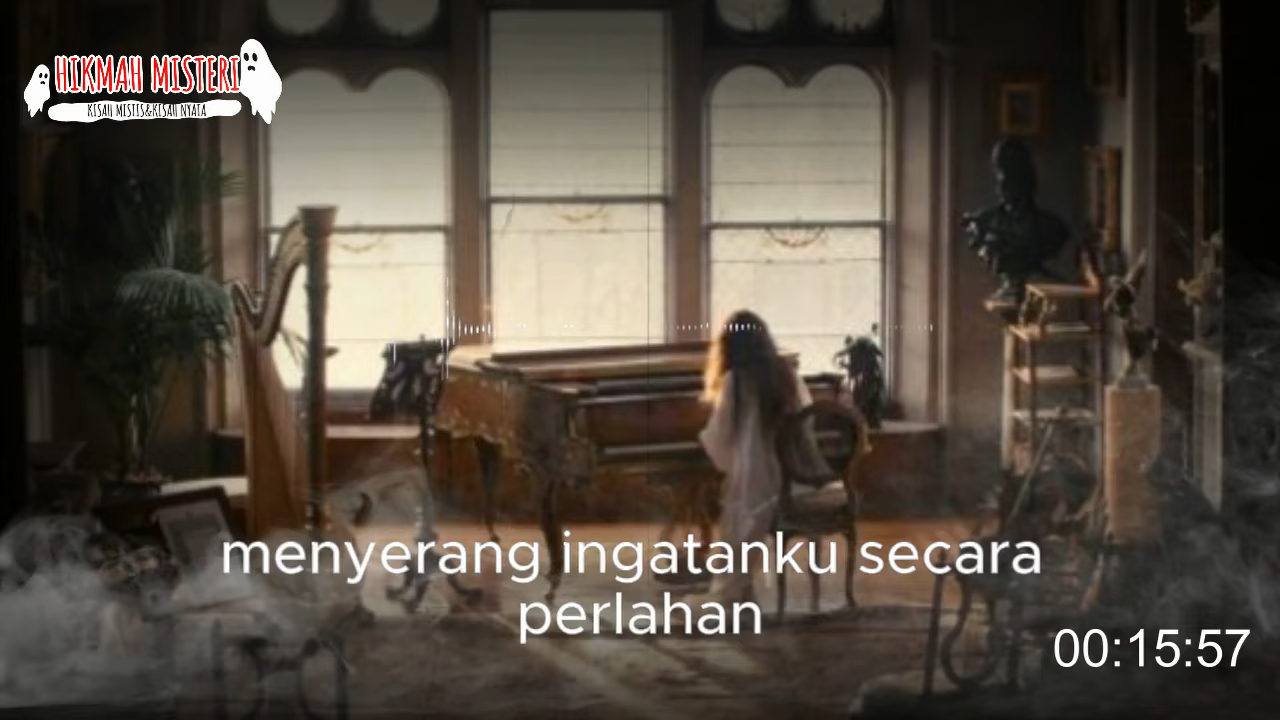 HIKMAH MISTERI
KISAH MISTIS&KISAH NYATA
menyerang ingatanku secara
perlahan
00:15:57